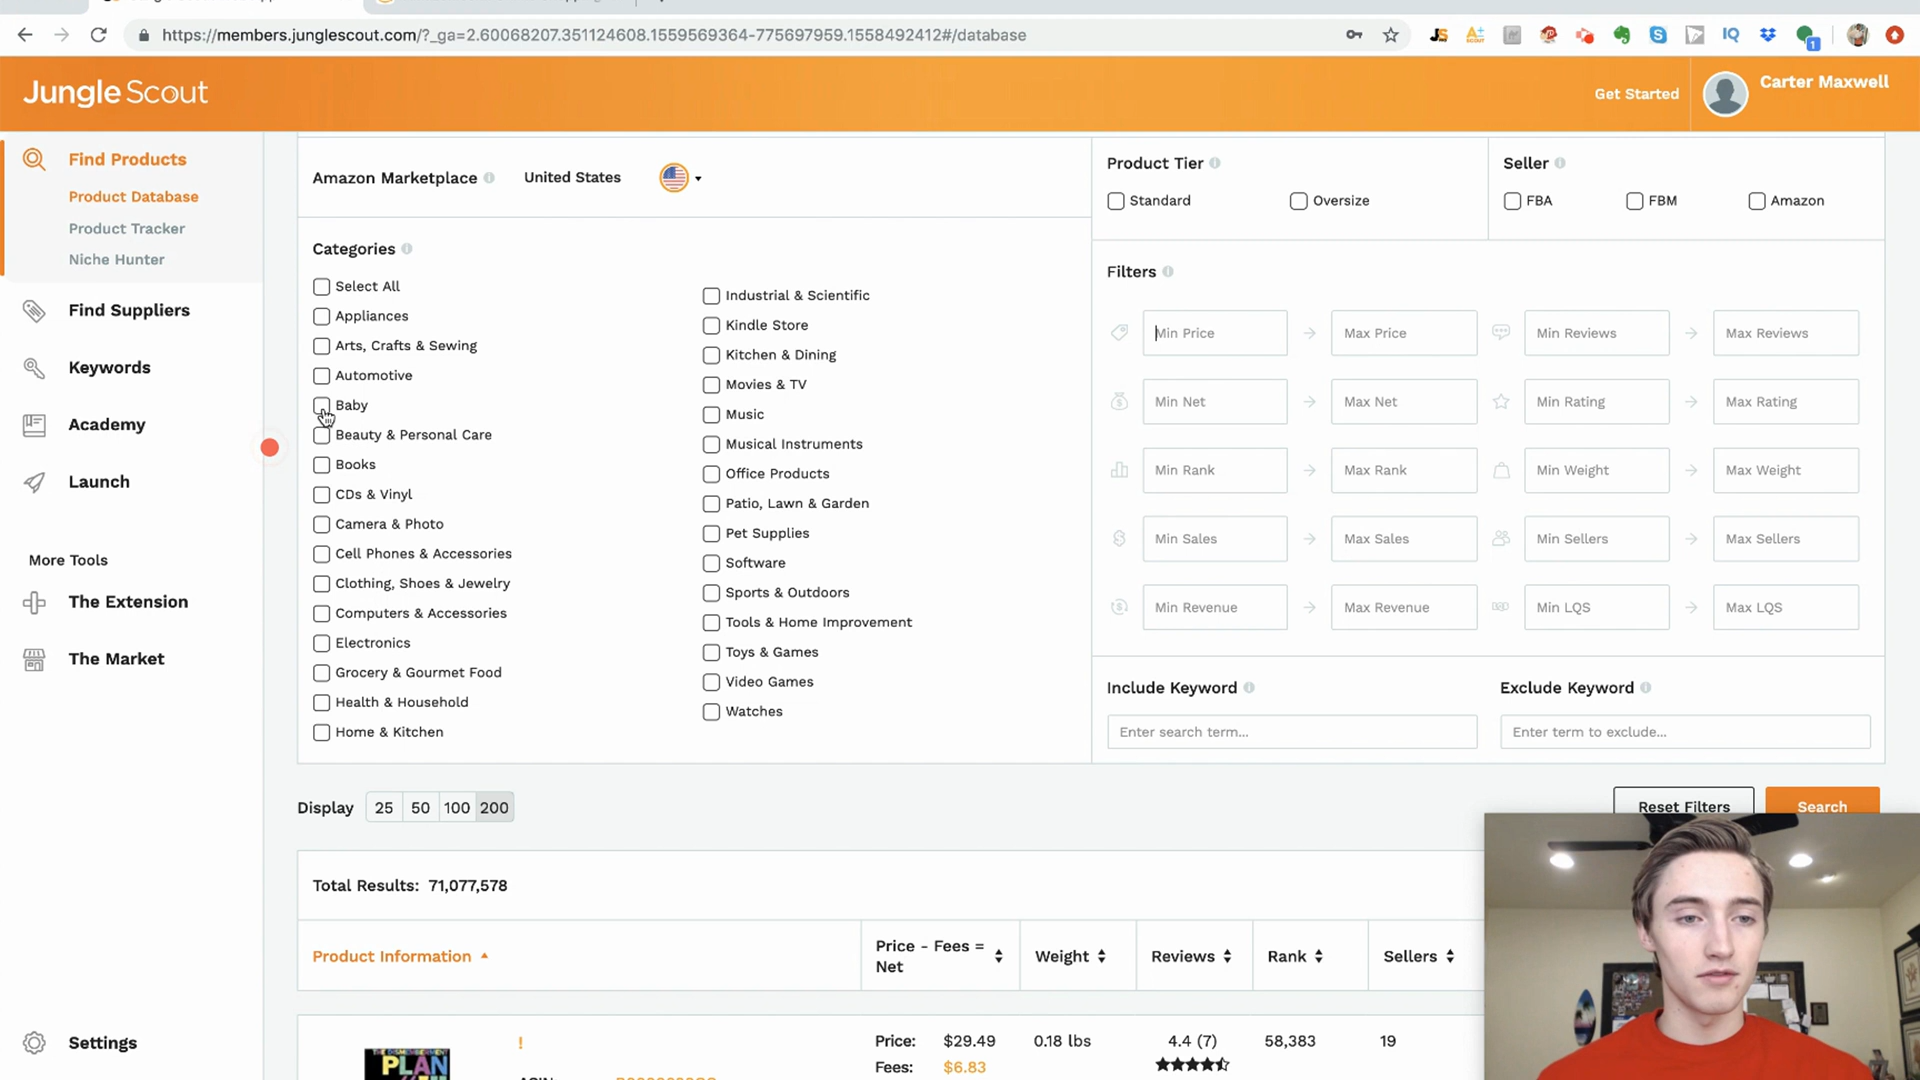 https://members.junglescout.com/?_ga=2.60068207.351124608.1559569364-775697959.1558492412#/database
JS
A+
IQ
1
Jungle Scout
Get Started
Carter Maxwell
Find Products
Product Database
Product Tracker
Niche Hunter
Find Suppliers
Keywords
Academy
Launch
More Tools
The Extension
The Market
Settings
Amazon Marketplace
United States
Categories
Select All
Appliances
Arts, Crafts & Sewing
Automotive
Baby
Beauty & Personal Care
Books
CDs & Vinyl
Camera & Photo
Cell Phones & Accessories
Clothing, Shoes & Jewelry
Computers & Accessories
Electronics
Grocery & Gourmet Food
Health & Household
Home & Kitchen
Industrial & Scientific
Kindle Store
Kitchen & Dining
Movies & TV
Music
Musical Instruments
Office Products
Patio, Lawn & Garden
Pet Supplies
Software
Sports & Outdoors
Tools & Home Improvement
Toys & Games
Video Games
Watches
Product Tier
Standard
Oversize
Seller
FBA
FBM
Amazon
Filters
Min Price
Max Price
Min Reviews
Max Reviews
Min Net
Max Net
Min Rating
Max Rating
Min Rank
Max Rank
Min Weight
Max Weight
Min Sales
Max Sales
Min Sellers
Max Sellers
Min Revenue
Max Revenue
Min LQS
Max LQS
Include Keyword
Enter search term...
Exclude Keyword
Enter term to exclude...
Display
25
50
100
200
Reset Filters
Search
Total Results: 71,077,578
Product Information
Price - Fees =
Net
Weight
Reviews
Rank
Sellers
!
THE DISMEMBERMENT
PLAN
Price: $29.49
Fees: $6.83
0.18 lbs
4.4 (7)
58,383
19